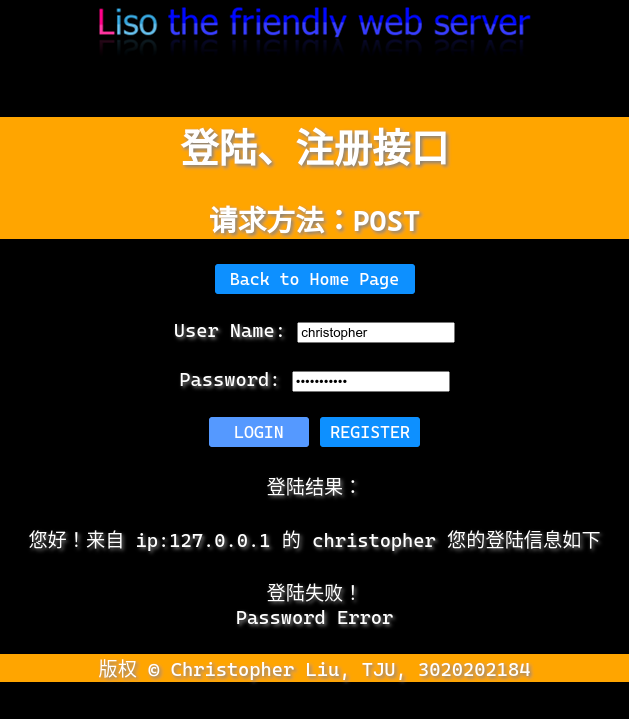 Liso the friendly web server
登陆、注册接口
请求方法：POST
Back to Home Page
User Name: christopher
Password: •••••••••••
LOGIN REGISTER
登陆结果：
您好！来自 ip:127.0.0.1 的 christopher 您的登陆信息如下
登陆失败！
Password Error
版权 © Christopher Liu, TJU, 3020202184